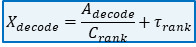 X_decode = A_decode / C_rank + τ_rank